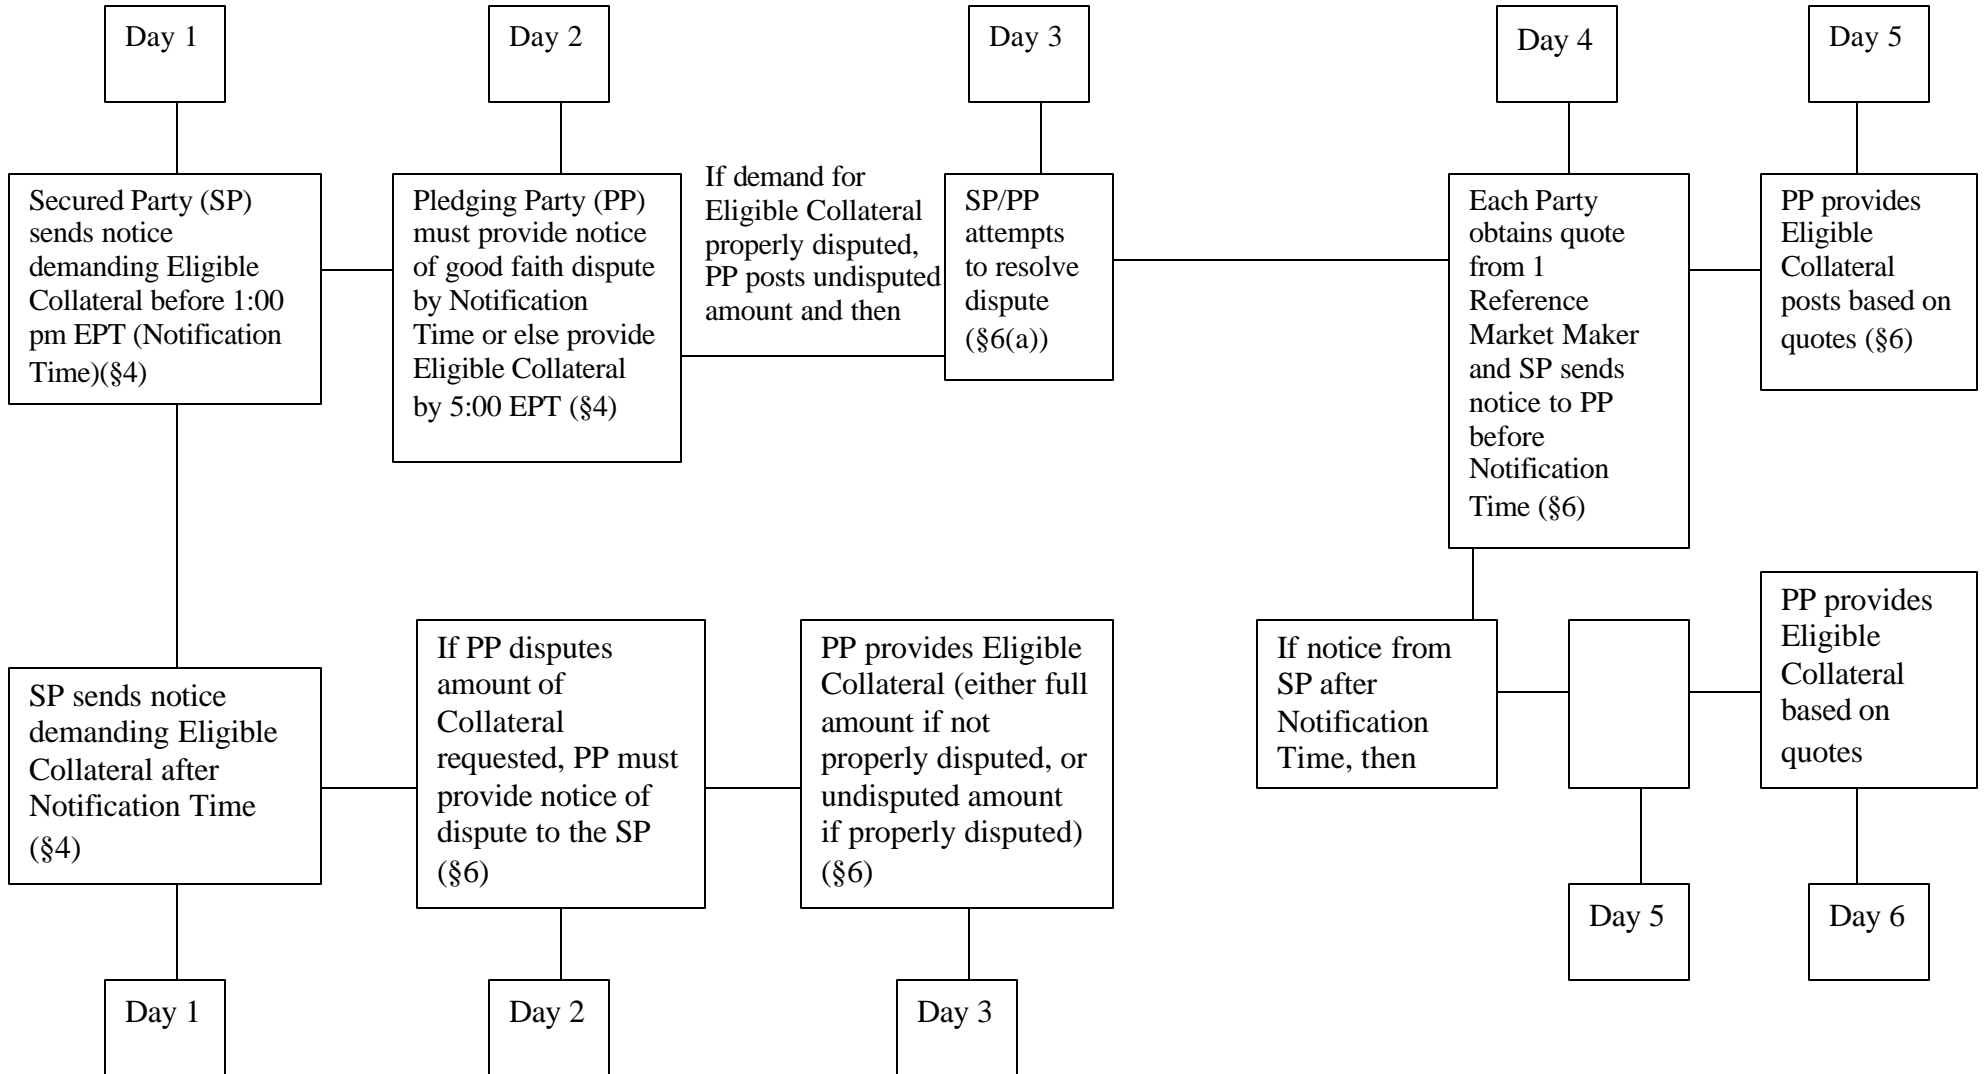 Day 1
Day 2
Day 3
Day 4
Day 5
Secured Party (SP)
sends notice
demanding Eligible
Collateral before 1:00
pm EPT (Notification
Time)(§4)
Pledging Party (PP)
must provide notice
of good faith dispute
by Notification
Time or else provide
Eligible Collateral
by 5:00 EPT (§4)
If demand for
Eligible Collateral
properly disputed,
PP posts undisputed
amount and then
SP/PP
attempts
to resolve
dispute
(§6(a))
Each Party
obtains quote
from 1
Reference
Market Maker
and SP sends
notice to PP
before
Notification
Time (§6)
PP provides
Eligible
Collateral
posts based on
quotes (§6)
SP sends notice
demanding Eligible
Collateral after
Notification Time
(§4)
If PP disputes
amount of
Collateral
requested, PP must
provide notice of
dispute to the SP
(§6)
PP provides Eligible
Collateral (either full
amount if not
properly disputed, or
undisputed amount
if properly disputed)
(§6)
If notice from
SP after
Notification
Time, then
PP provides
Eligible
Collateral
based on
quotes
Day 5
Day 6
Day 1
Day 2
Day 3